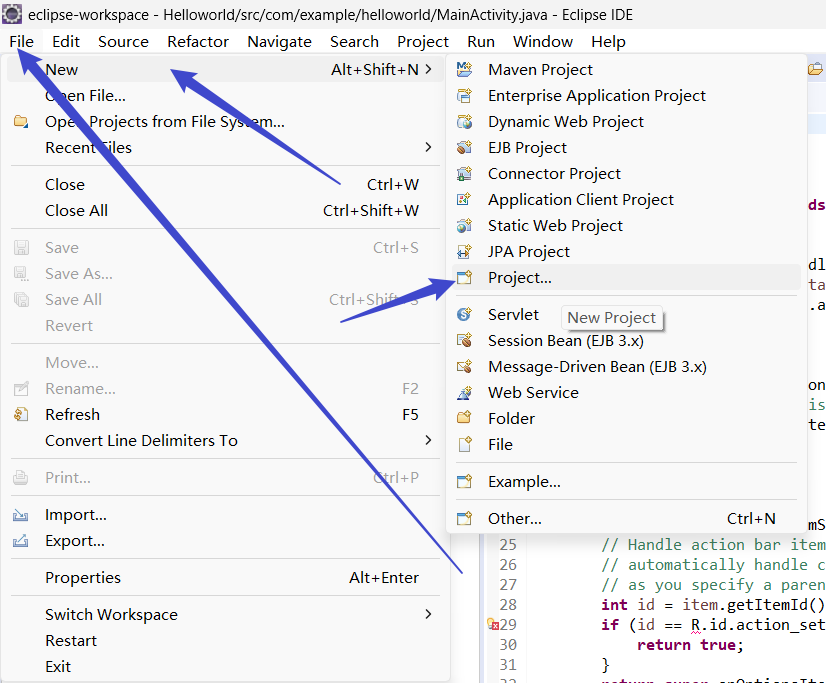 eclipse-workspace - Helloworld/src/com/example/helloworld/MainActivity.java - Eclipse IDE
File Edit Source Refactor Navigate Search Project Run Window Help
New Alt+Shift+N
Open File...
Open Projects from File System...
Recent Files
Close Ctrl+W
Close All Ctrl+Shift+W
Save Ctrl+S
Save As...
Save All Ctrl+Shift+S
Revert
Move...
Rename... F2
Refresh F5
Convert Line Delimiters To
Print... Ctrl+P
Import...
Export...
Properties Alt+Enter
Switch Workspace
Restart
Exit
Maven Project
Enterprise Application Project
Dynamic Web Project
EJB Project
Connector Project
Application Client Project
Static Web Project
JPA Project
Project...
Servlet
New Project
Session Bean (EJB 3.x)
Message-Driven Bean (EJB 3.x)
Web Service
Folder
File
Example...
Other... Ctrl+N
25 // Handle action bar item
26 // automatically handle c
27 // as you specify a paren
28 int id = item.getItemId()
29 if (id == R.id.action_set
30 return true;
31 }